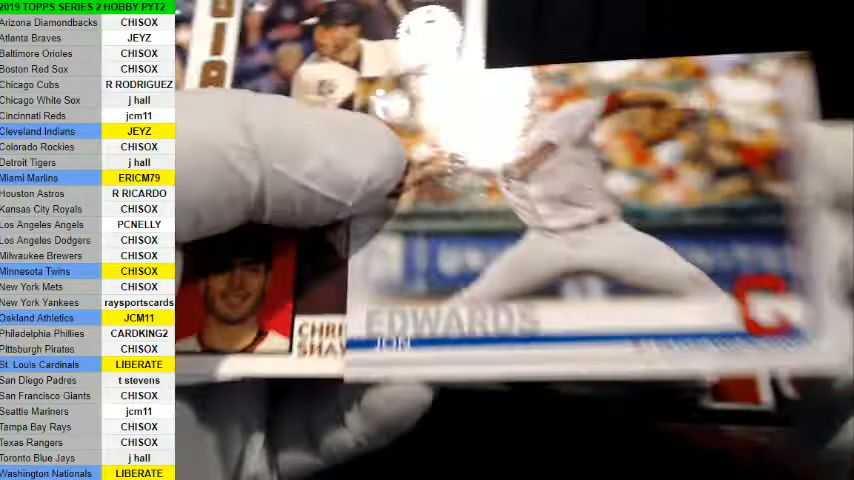 2019 TOPPS SERIES 2 HOBBY PYT2
Arizona Diamondbacks CHISOX
Atlanta Braves JEYZ
Baltimore Orioles CHISOX
Boston Red Sox CHISOX
Chicago Cubs R RODRIGUEZ
Chicago White Sox j hall
Cincinnati Reds jcm11
Cleveland Indians JEYZ
Colorado Rockies CHISOX
Detroit Tigers j hall
Miami Marlins ERICM79
Houston Astros R RICARDO
Kansas City Royals CHISOX
Los Angeles Angels PCNELLY
Los Angeles Dodgers CHISOX
Milwaukee Brewers CHISOX
Minnesota Twins CHISOX
New York Mets CHISOX
New York Yankees raysportscards
Oakland Athletics JCM11
Philadelphia Phillies CARDKING2
Pittsburgh Pirates CHISOX
St. Louis Cardinals LIBERATE
San Diego Padres t stevens
San Francisco Giants CHISOX
Seattle Mariners jcm11
Tampa Bay Rays CHISOX
Texas Rangers CHISOX
Toronto Blue Jays j hall
Washington Nationals LIBERATE
EDWARDS
JON
C
CHRI
SHAW